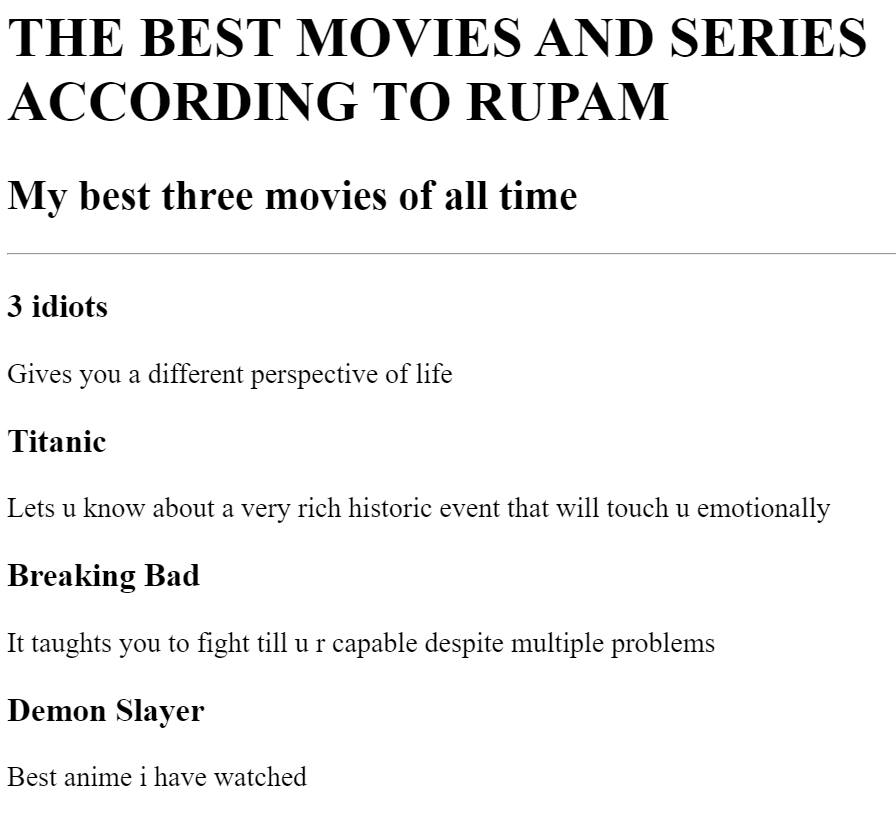 THE BEST MOVIES AND SERIES
ACCORDING TO RUPAM
My best three movies of all time
3 idiots
Gives you a different perspective of life
Titanic
Lets u know about a very rich historic event that will touch u emotionally
Breaking Bad
It taughts you to fight till u r capable despite multiple problems
Demon Slayer
Best anime i have watched